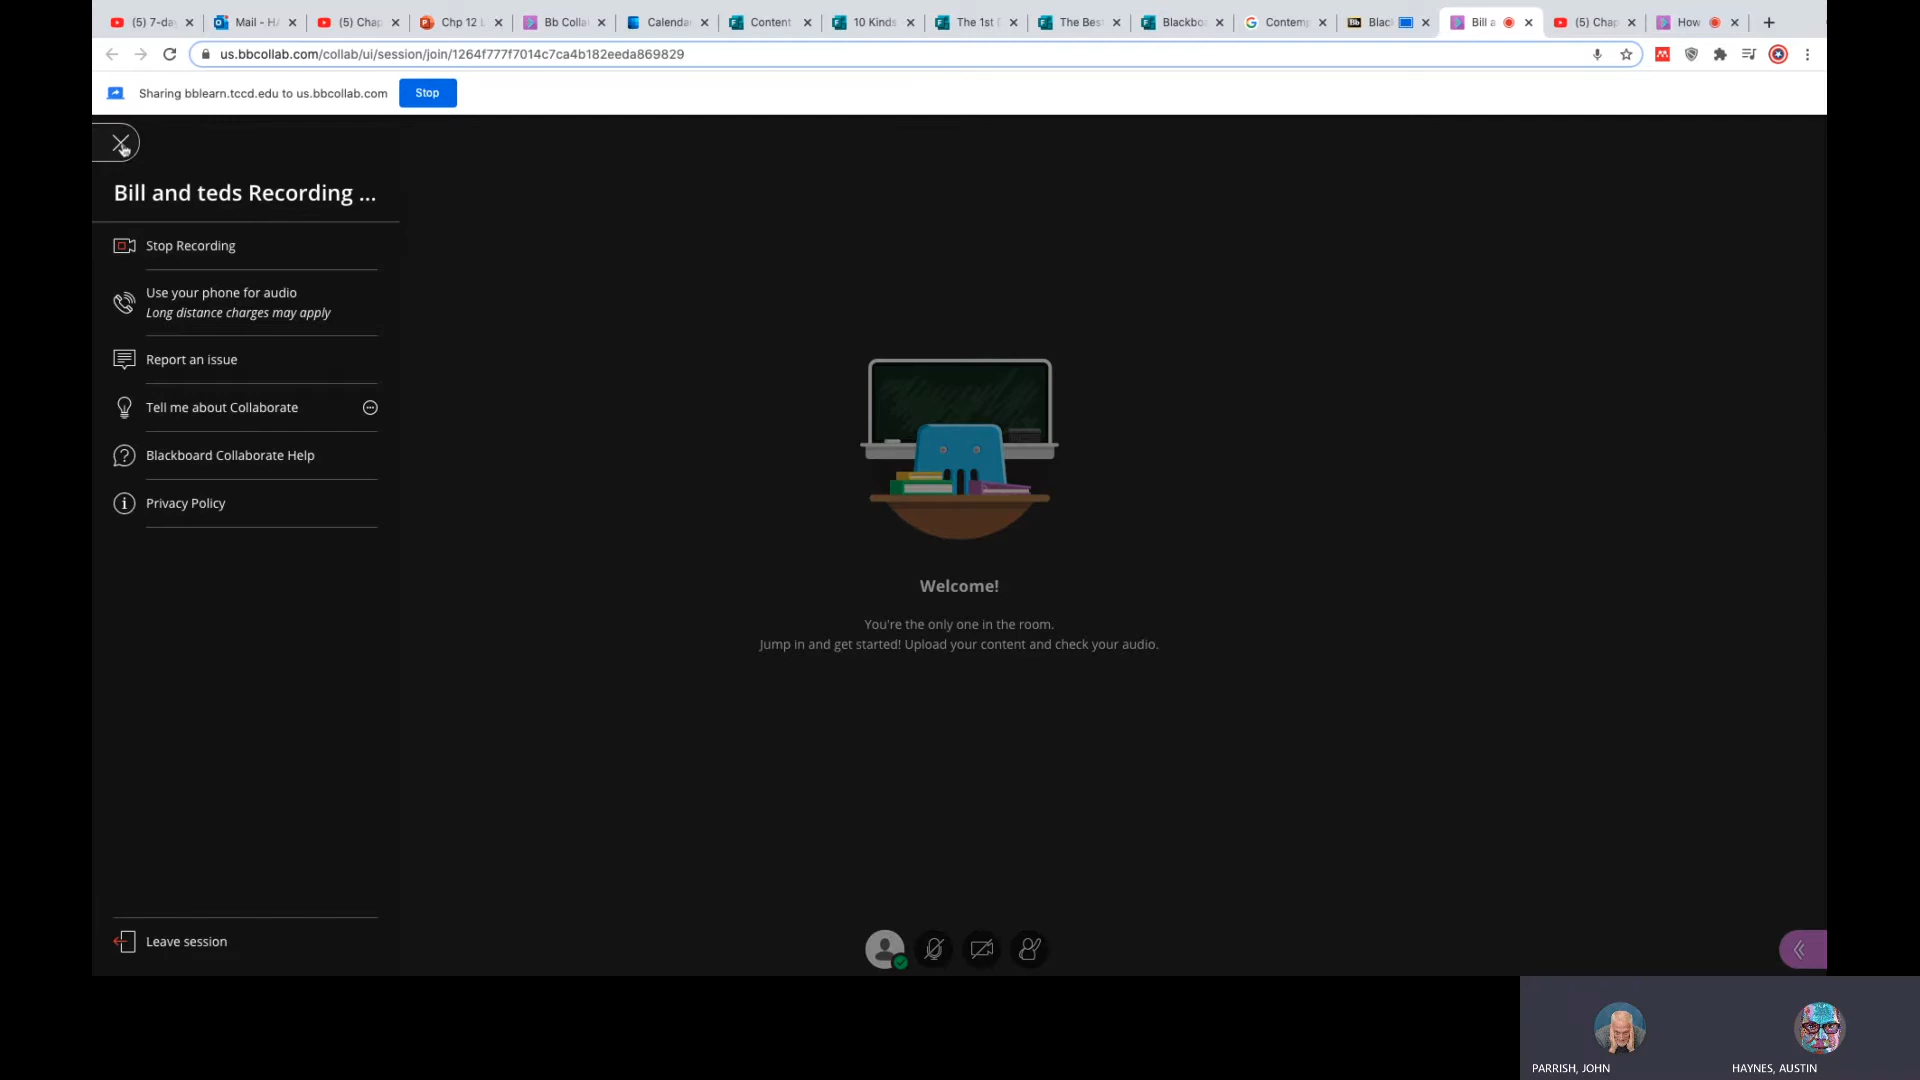 (5) 7-da
Mail - H
(5) Chap
Chp 12 L
Bb Colla
Calendar
Content
10 Kinds
The 1st
The Best
Blackbo
Contem
Blac
Bill a
(5) Chap
How
us.bbcollab.com/collab/ui/session/join/1264f777f7014c7ca4b182eeda869829
Sharing bblearn.tccd.edu to us.bbcollab.com
Stop
Bill and teds Recording ...
Stop Recording
Use your phone for audio
Long distance charges may apply
Report an issue
Tell me about Collaborate
Blackboard Collaborate Help
Privacy Policy
Welcome!
You're the only one in the room.
Jump in and get started! Upload your content and check your audio.
Leave session
PARRISH, JOHN
HAYNES, AUSTIN